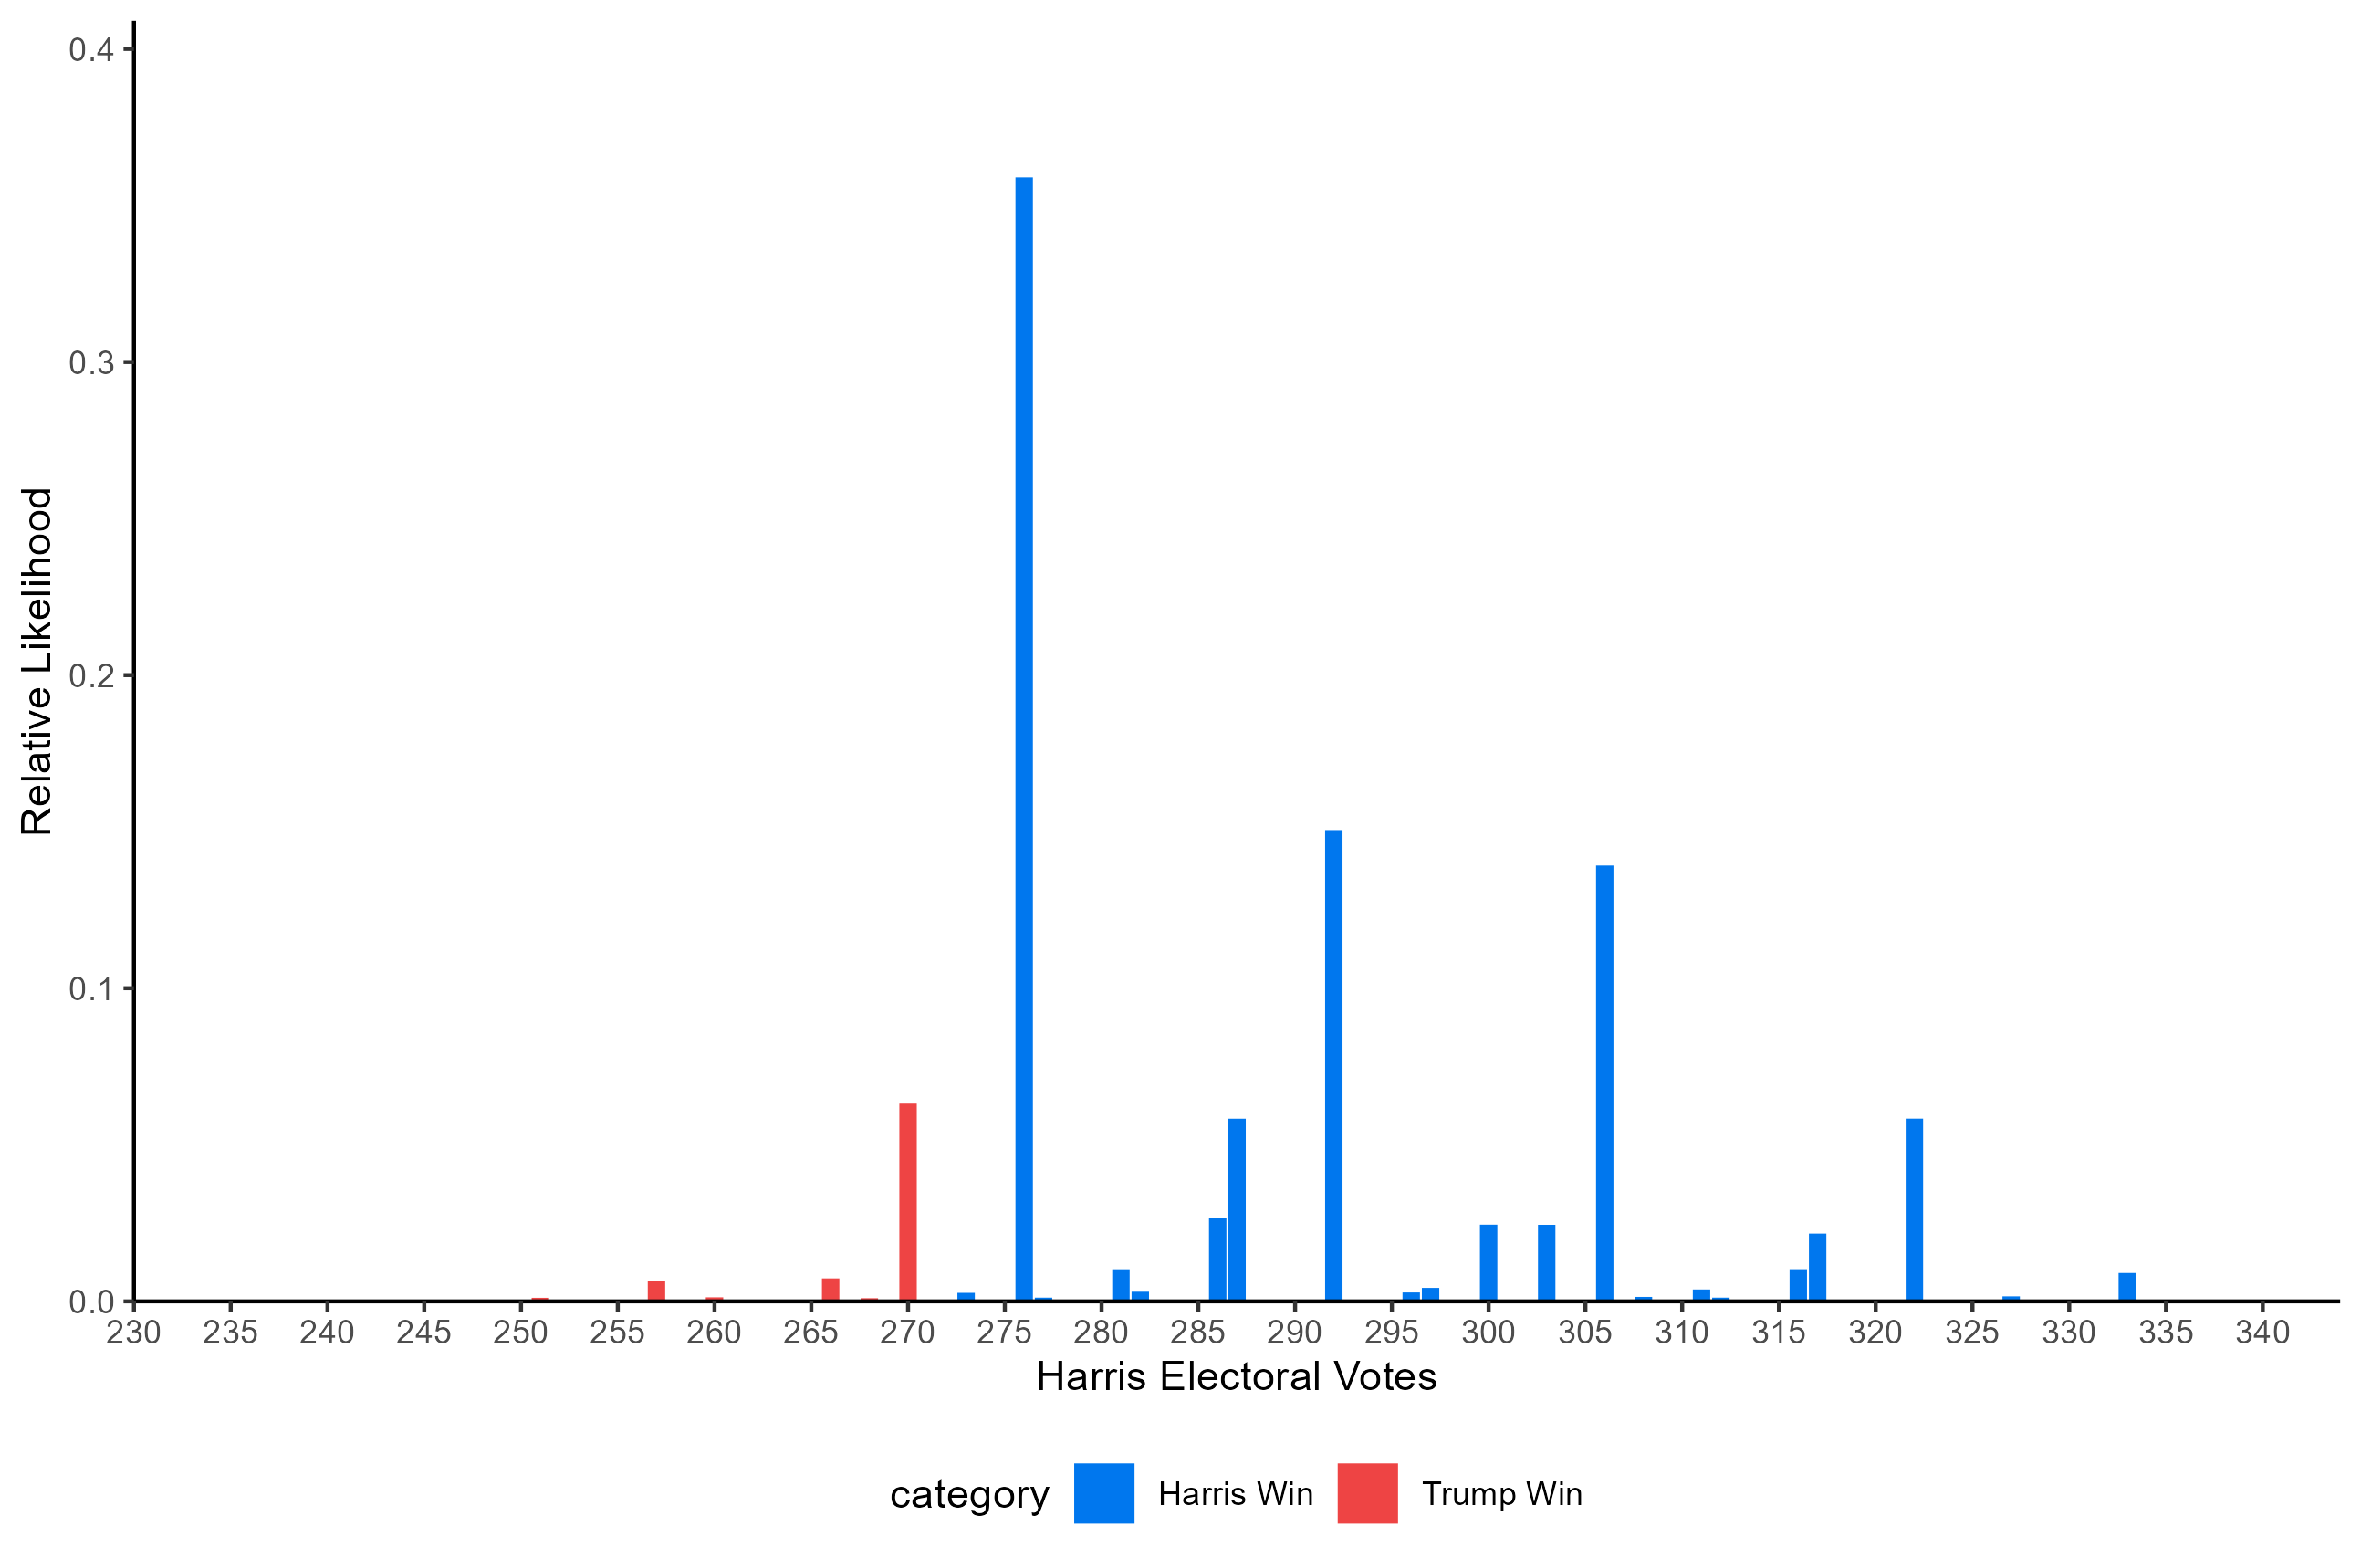 0.4
0.3
0.2
0.1
0.0
Relative Likelihood
230 235 240 245 250 255 260 265 270 275 280 285 290 295 300 305 310 315 320 325 330 335 340
Harris Electoral Votes
category Harris Win Trump Win